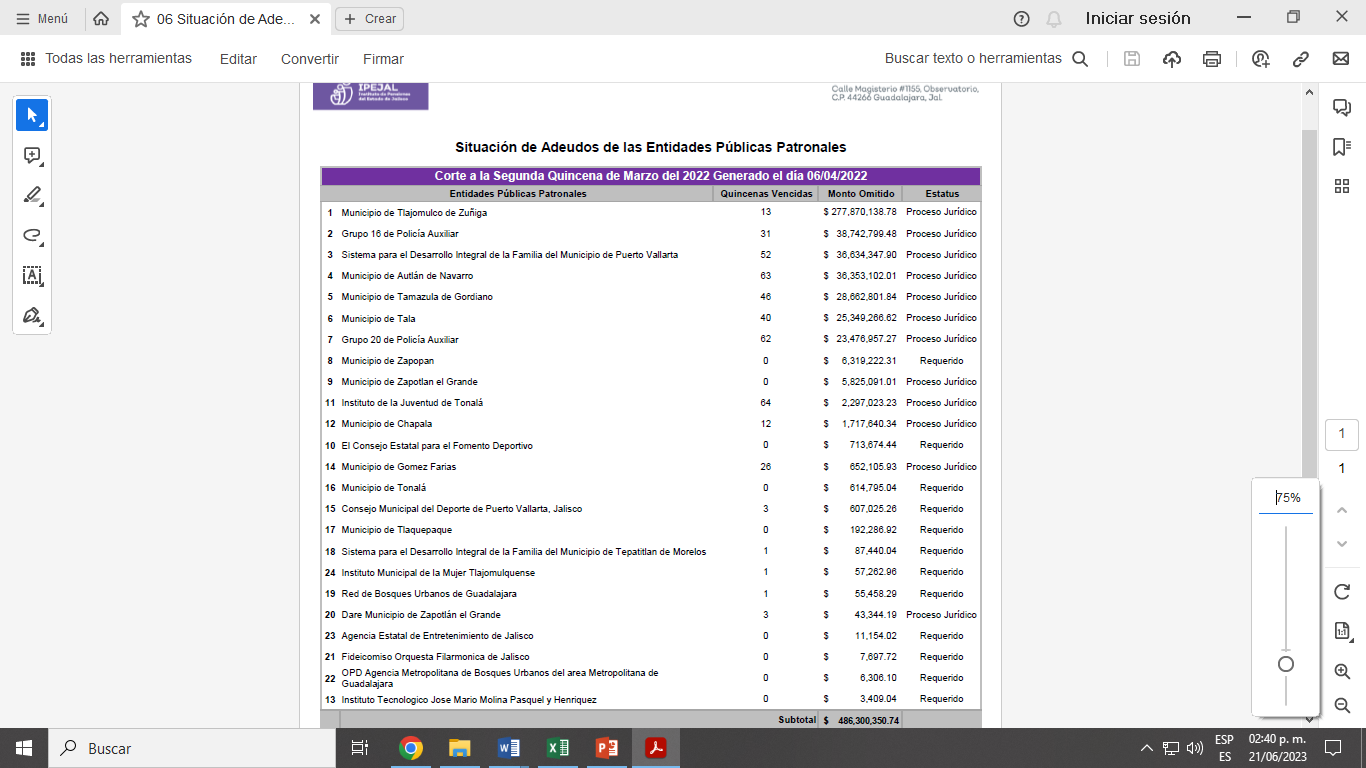 Menú
06 Situación de Ade...
Crear
Iniciar sesión
Todas las herramientas
Editar
Convertir
Firmar
Buscar texto o herramientas
IPEJAL
Instituto de Pensiones
del Estado de Jalisco
Calle Magisterio #1155, Observatorio,
C.P. 44266 Guadalajara, Jal.
Situación de Adeudos de las Entidades Públicas Patronales
Corte a la Segunda Quincena de Marzo del 2022 Generado el día 06/04/2022
Entidades Públicas Patronales Quincenas Vencidas Monto Omitido Estatus
1 Municipio de Tlajomulco de Zuñiga 13 $ 277,870,138.78 Proceso Jurídico
2 Grupo 16 de Policía Auxiliar 31 $ 38,742,799.48 Proceso Jurídico
3 Sistema para el Desarrollo Integral de la Familia del Municipio de Puerto Vallarta 52 $ 36,634,347.90 Proceso Jurídico
4 Municipio de Autlán de Navarro 63 $ 36,353,102.01 Proceso Jurídico
5 Municipio de Tamazula de Gordiano 46 $ 28,662,801.84 Proceso Jurídico
6 Municipio de Tala 40 $ 25,349,266.62 Proceso Jurídico
7 Grupo 20 de Policía Auxiliar 62 $ 23,476,957.27 Proceso Jurídico
8 Municipio de Zapopan 0 $ 6,319,222.31 Requerido
9 Municipio de Zapotlan el Grande 0 $ 5,825,091.01 Proceso Jurídico
11 Instituto de la Juventud de Tonalá 64 $ 2,297,023.23 Proceso Jurídico
12 Municipio de Chapala 12 $ 1,717,640.34 Proceso Jurídico
10 El Consejo Estatal para el Fomento Deportivo 0 $ 713,674.44 Requerido
14 Municipio de Gomez Farias 26 $ 652,105.93 Proceso Jurídico
16 Municipio de Tonalá 0 $ 614,795.04 Requerido
15 Consejo Municipal del Deporte de Puerto Vallarta, Jalisco 3 $ 607,025.26 Requerido
17 Municipio de Tlaquepaque 0 $ 192,286.92 Requerido
18 Sistema para el Desarrollo Integral de la Familia del Municipio de Tepatitlan de Morelos 1 $ 87,440.04 Requerido
24 Instituto Municipal de la Mujer Tlajomulquense 1 $ 57,262.96 Requerido
19 Red de Bosques Urbanos de Guadalajara 1 $ 55,458.29 Requerido
20 Dare Municipio de Zapotlán el Grande 3 $ 43,344.19 Proceso Jurídico
23 Agencia Estatal de Entretenimiento de Jalisco 0 $ 11,154.02 Requerido
21 Fideicomiso Orquesta Filarmonica de Jalisco 0 $ 7,697.72 Requerido
22 OPD Agencia Metropolitana de Bosques Urbanos del area Metropolitana de
Guadalajara 0 $ 6,306.10 Requerido
13 Instituto Tecnologico Jose Mario Molina Pasquel y Henriquez 0 $ 3,409.04 Requerido
Subtotal $ 486,300,350.74
1
1
75%
1:1
Buscar
ESP
ES
02:40 p. m.
21/06/2023